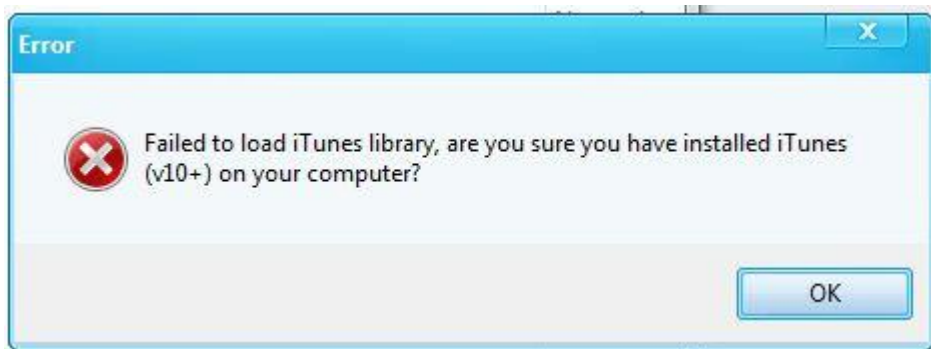 Error
Failed to load iTunes library, are you sure you have installed iTunes
(v10+) on your computer?
OK